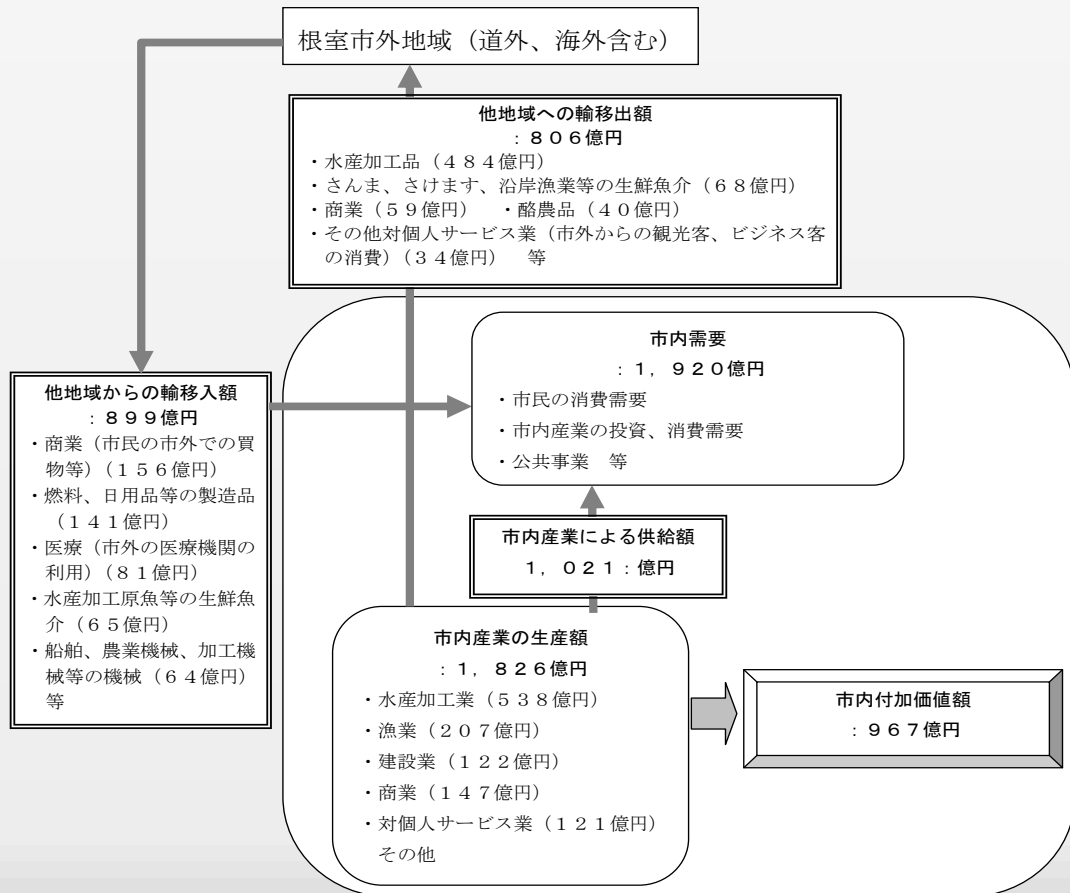 根室市外地域（道外、海外含む）
他地域への輸移出額
：８０６億円
・水産加工品（４８４億円）
・さんま、さけます、沿岸漁業等の生鮮魚介（６８億円）
・商業（５９億円）　・酪農品（４０億円）
・その他対個人サービス業（市外からの観光客、ビジネス客
の消費）（３４億円）　等
市内需要
：１，９２０億円
・市民の消費需要
・市内産業の投資、消費需要
・公共事業　等
他地域からの輸移入額
：８９９億円
・商業（市民の市外での買
物等）（１５６億円）
・燃料、日用品等の製造品
（１４１億円）
・医療（市外の医療機関の
利用）（８１億円）
・水産加工原魚等の生鮮魚
介（６５億円）
・船舶、農業機械、加工機
械等の機械（６４億円）
等
市内産業による供給額
１，０２１：億円
市内産業の生産額
：１，８２６億円
・水産加工業（５３８億円）
・漁業（２０７億円）
・建設業（１２２億円）
・商業（１４７億円）
・対個人サービス業（１２１億円）
その他
市内付加価値額
：９６７億円